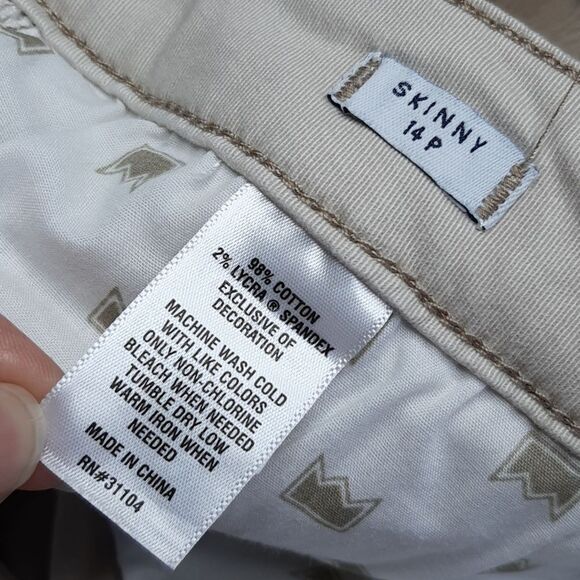 SKINNY
14P
98% COTTON
2% LYCRA ® SPANDEX
EXCLUSIVE OF
DECORATION
MACHINE WASH COLD
WITH LIKE COLORS
ONLY NON-CHLORINE
BLEACH WHEN NEEDED
TUMBLE DRY LOW
WARM IRON WHEN
NEEDED
MADE IN CHINA
RN#31104